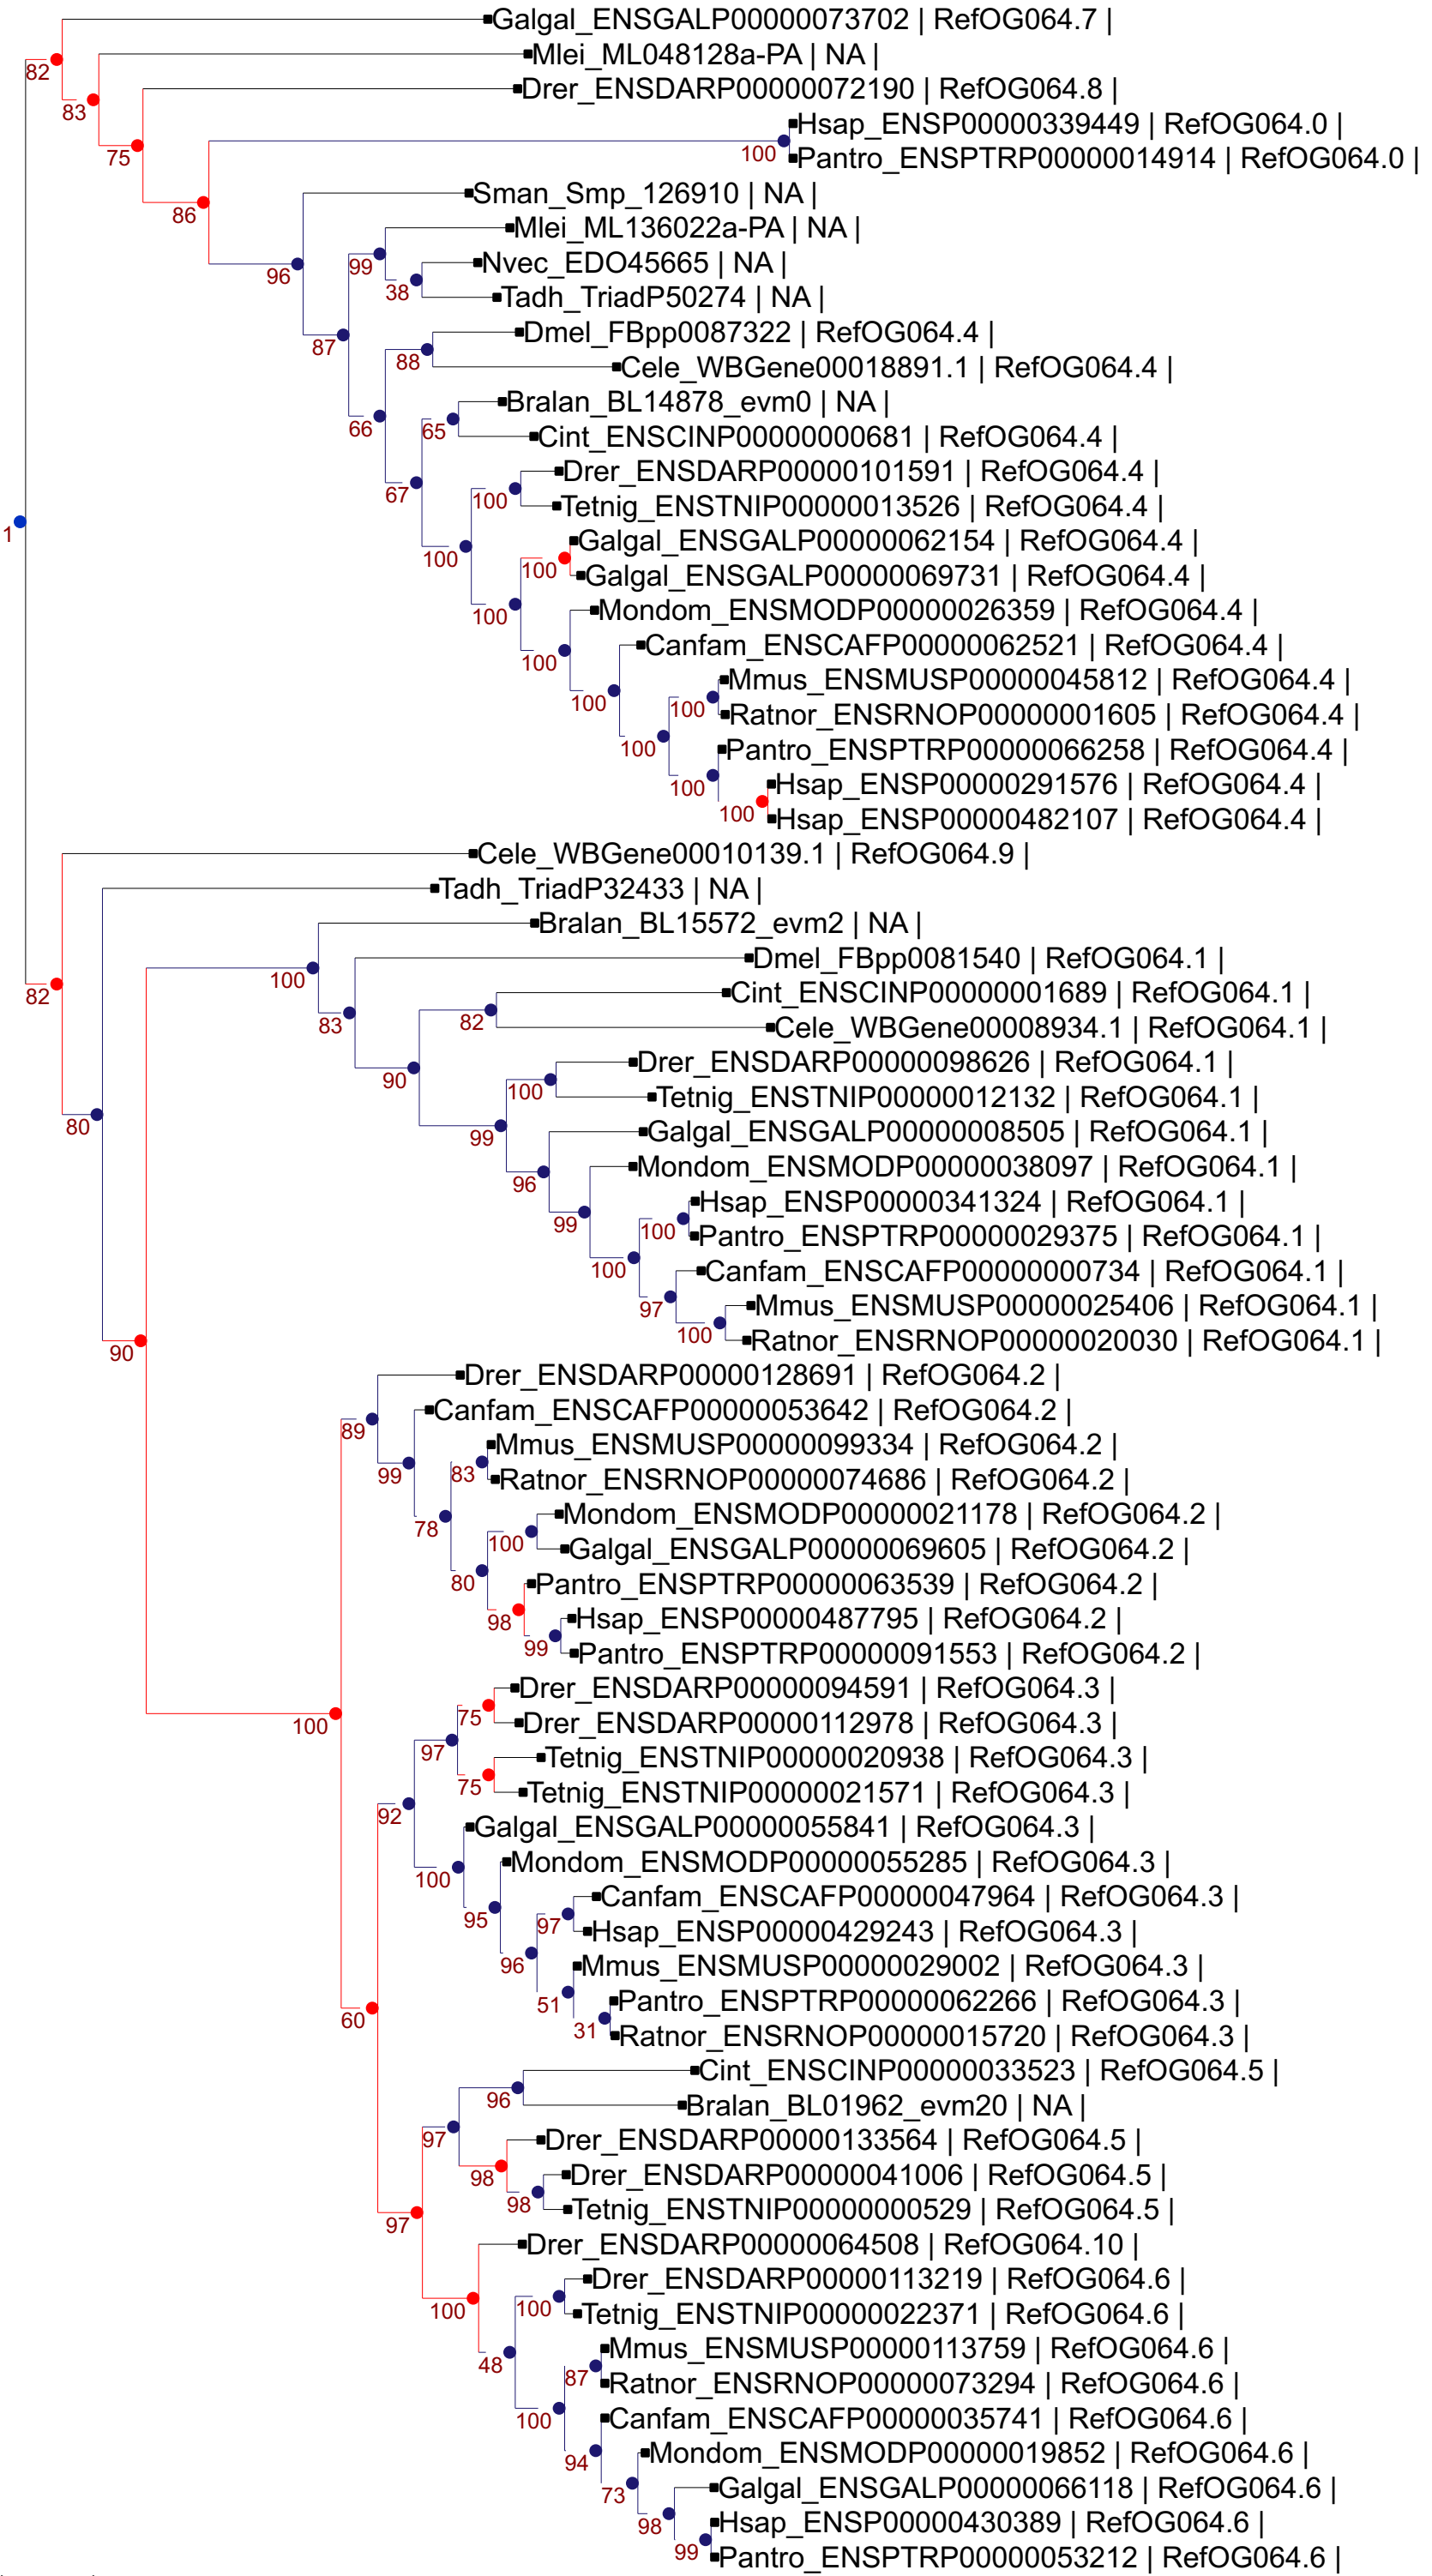 Galgal_ENSGALP00000073702 | RefOG064.7 |
82
Mlei_ML048128a-PA | NA |
83
Drer_ENSDARP00000072190 | RefOG064.8 |
75
Hsap_ENSP00000339449 | RefOG064.0 |
100
Pantro_ENSPTRP00000014914 | RefOG064.0 |
86
Sman_Smp_126910 | NA |
96
Mlei_ML136022a-PA | NA |
99
Nvec_EDO45665 | NA |
38
Tadh_TriadP50274 | NA |
87
Dmel_FBpp0087322 | RefOG064.4 |
88
Cele_WBGene00018891.1 | RefOG064.4 |
66
Bralan_BL14878_evm0 | NA |
65
Cint_ENSCINP00000000681 | RefOG064.4 |
67
Drer_ENSDARP00000101591 | RefOG064.4 |
100
Tetnig_ENSTNIP00000013526 | RefOG064.4 |
1
100
Galgal_ENSGALP00000062154 | RefOG064.4 |
100
Galgal_ENSGALP00000069731 | RefOG064.4 |
100
Mondom_ENSMODP00000026359 | RefOG064.4 |
100
Canfam_ENSCAFP00000062521 | RefOG064.4 |
100
Mmus_ENSMUSP00000045812 | RefOG064.4 |
100
Ratnor_ENSRNOP00000001605 | RefOG064.4 |
100
Pantro_ENSPTRP00000066258 | RefOG064.4 |
100
Hsap_ENSP00000291576 | RefOG064.4 |
100
Hsap_ENSP00000482107 | RefOG064.4 |
Cele_WBGene00010139.1 | RefOG064.9 |
82
Tadh_TriadP32433 | NA |
80
Bralan_BL15572_evm2 | NA |
100
Dmel_FBpp0081540 | RefOG064.1 |
83
Cint_ENSCINP00000001689 | RefOG064.1 |
82
Cele_WBGene00008934.1 | RefOG064.1 |
90
Drer_ENSDARP00000098626 | RefOG064.1 |
100
Tetnig_ENSTNIP00000012132 | RefOG064.1 |
99
Galgal_ENSGALP00000008505 | RefOG064.1 |
96
Mondom_ENSMODP00000038097 | RefOG064.1 |
99
Hsap_ENSP00000341324 | RefOG064.1 |
100
Pantro_ENSPTRP00000029375 | RefOG064.1 |
100
Canfam_ENSCAFP00000000734 | RefOG064.1 |
97
Mmus_ENSMUSP00000025406 | RefOG064.1 |
100
Ratnor_ENSRNOP00000020030 | RefOG064.1 |
90
Drer_ENSDARP00000128691 | RefOG064.2 |
89
Canfam_ENSCAFP00000053642 | RefOG064.2 |
99
Mmus_ENSMUSP00000099334 | RefOG064.2 |
83
Ratnor_ENSRNOP00000074686 | RefOG064.2 |
78
Mondom_ENSMODP00000021178 | RefOG064.2 |
100
Galgal_ENSGALP00000069605 | RefOG064.2 |
80
Pantro_ENSPTRP00000063539 | RefOG064.2 |
98
Hsap_ENSP00000487795 | RefOG064.2 |
99
Pantro_ENSPTRP00000091553 | RefOG064.2 |
100
Drer_ENSDARP00000094591 | RefOG064.3 |
75
Drer_ENSDARP00000112978 | RefOG064.3 |
97
Tetnig_ENSTNIP00000020938 | RefOG064.3 |
75
Tetnig_ENSTNIP00000021571 | RefOG064.3 |
92
Galgal_ENSGALP00000055841 | RefOG064.3 |
100
Mondom_ENSMODP00000055285 | RefOG064.3 |
95
Canfam_ENSCAFP00000047964 | RefOG064.3 |
97
Hsap_ENSP00000429243 | RefOG064.3 |
96
Mmus_ENSMUSP00000029002 | RefOG064.3 |
51
Pantro_ENSPTRP00000062266 | RefOG064.3 |
31
Ratnor_ENSRNOP00000015720 | RefOG064.3 |
60
Cint_ENSCINP00000033523 | RefOG064.5 |
96
Bralan_BL01962_evm20 | NA |
97
Drer_ENSDARP00000133564 | RefOG064.5 |
98
Drer_ENSDARP00000041006 | RefOG064.5 |
98
Tetnig_ENSTNIP00000000529 | RefOG064.5 |
97
Drer_ENSDARP00000064508 | RefOG064.10 |
100
Drer_ENSDARP00000113219 | RefOG064.6 |
100
Tetnig_ENSTNIP00000022371 | RefOG064.6 |
48
Mmus_ENSMUSP00000113759 | RefOG064.6 |
87
Ratnor_ENSRNOP00000073294 | RefOG064.6 |
100
Canfam_ENSCAFP00000035741 | RefOG064.6 |
94
Mondom_ENSMODP00000019852 | RefOG064.6 |
73
Galgal_ENSGALP00000066118 | RefOG064.6 |
98
Hsap_ENSP00000430389 | RefOG064.6 |
99
Pantro_ENSPTRP00000053212 | RefOG064.6 |